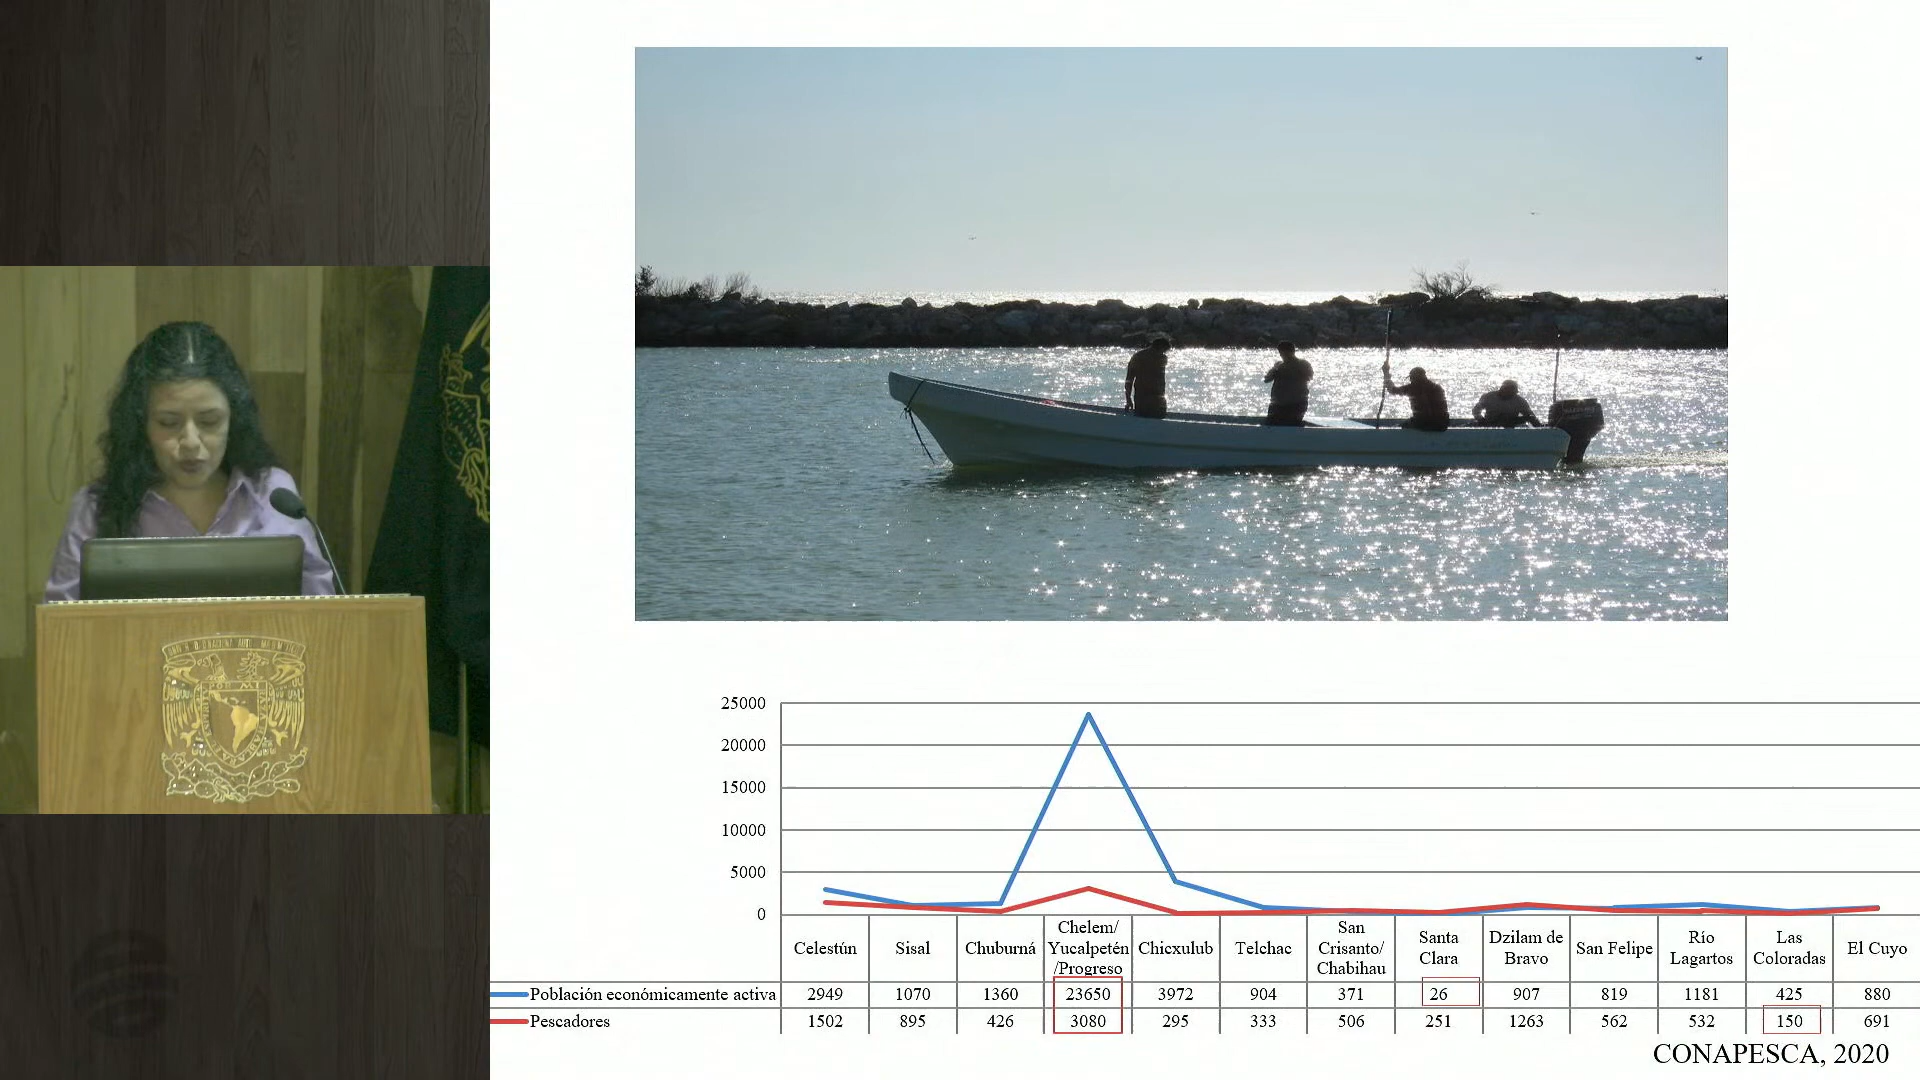 25000
20000
15000
10000
5000
0
Celestún Sisal Chuburná Chelem/ Yucalpetén /Progreso Chicxulub Telchac San Crisanto/ Chabihau Santa Clara Dzilam de Bravo San Felipe Río Lagartos Las Coloradas El Cuyo
Población económicamente activa 2949 1070 1360 23650 3972 904 371 26 907 819 1181 425 880
Pescadores 1502 895 426 3080 295 333 506 251 1263 562 532 150 691
CONAPESCA, 2020